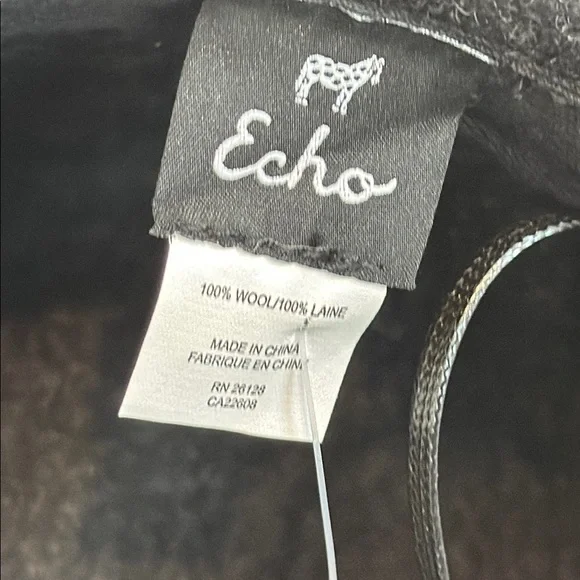 Echo
100% WOOL/100% LAINE
MADE IN CHINA
FABRIQUE EN CHINE
RN 26128
CA22608